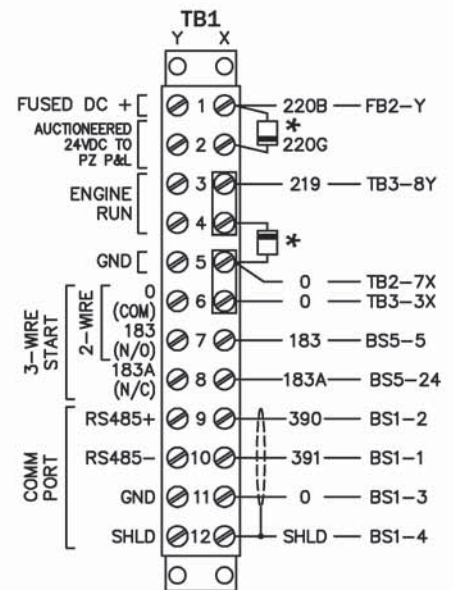 TB1
Y X
FUSED DC + 1 220B FB2-Y
*
AUCTIONEERED
24VDC TO
PZ P&L
2 220G
ENGINE
RUN
3 219 TB3-8Y
4
*
GND 5
0 TB2-7X
3-WIRE
START
2-WIRE
0
(COM)
6 0 TB3-3X
183
(N/O)
7 183 BS5-5
183A
(N/C)
8 183A BS5-24
COMM
PORT
RS485+ 9 390 BS1-2
RS485- 10 391 BS1-1
GND 11 0 BS1-3
SHLD 12 SHLD BS1-4